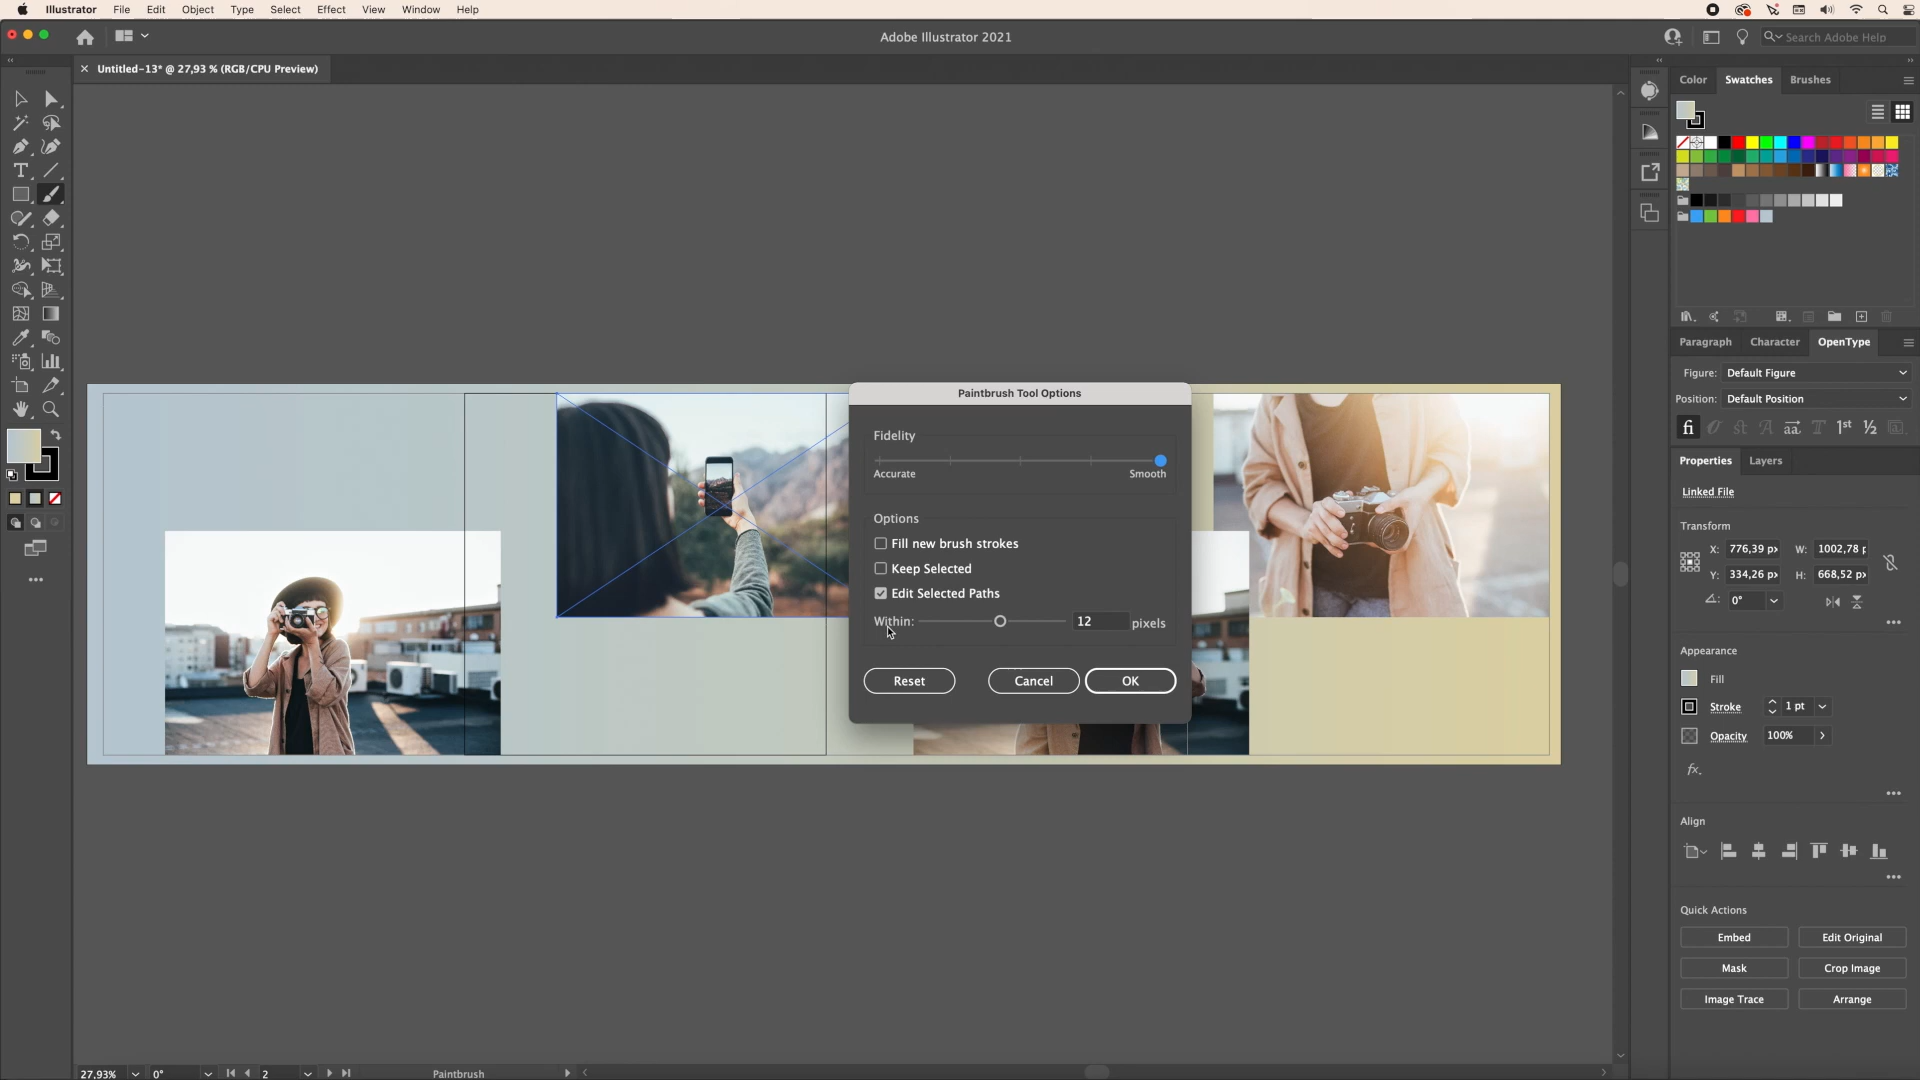 Illustrator File Edit Object Type Select Effect View Window Help
Adobe Illustrator 2021
Search Adobe Help
Untitled-13* @ 27,93 % (RGB/CPU Preview)
Color Swatches Brushes
Paragraph Character OpenType
Figure: Default Figure
Position: Default Position
Properties Layers
Linked File
Transform
X: 776,39 px W: 1002,78 p
Y: 334,26 px H: 668,52 px
0°
Appearance
Fill
Stroke 1 pt
Opacity 100%
fx.
Align
Quick Actions
Embed Edit Original
Mask Crop Image
Image Trace Arrange
Paintbrush Tool Options
Fidelity
Accurate Smooth
Options
Fill new brush strokes
Keep Selected
Edit Selected Paths
Within: 12 pixels
Reset Cancel OK
27,93% 0° 2 Paintbrush